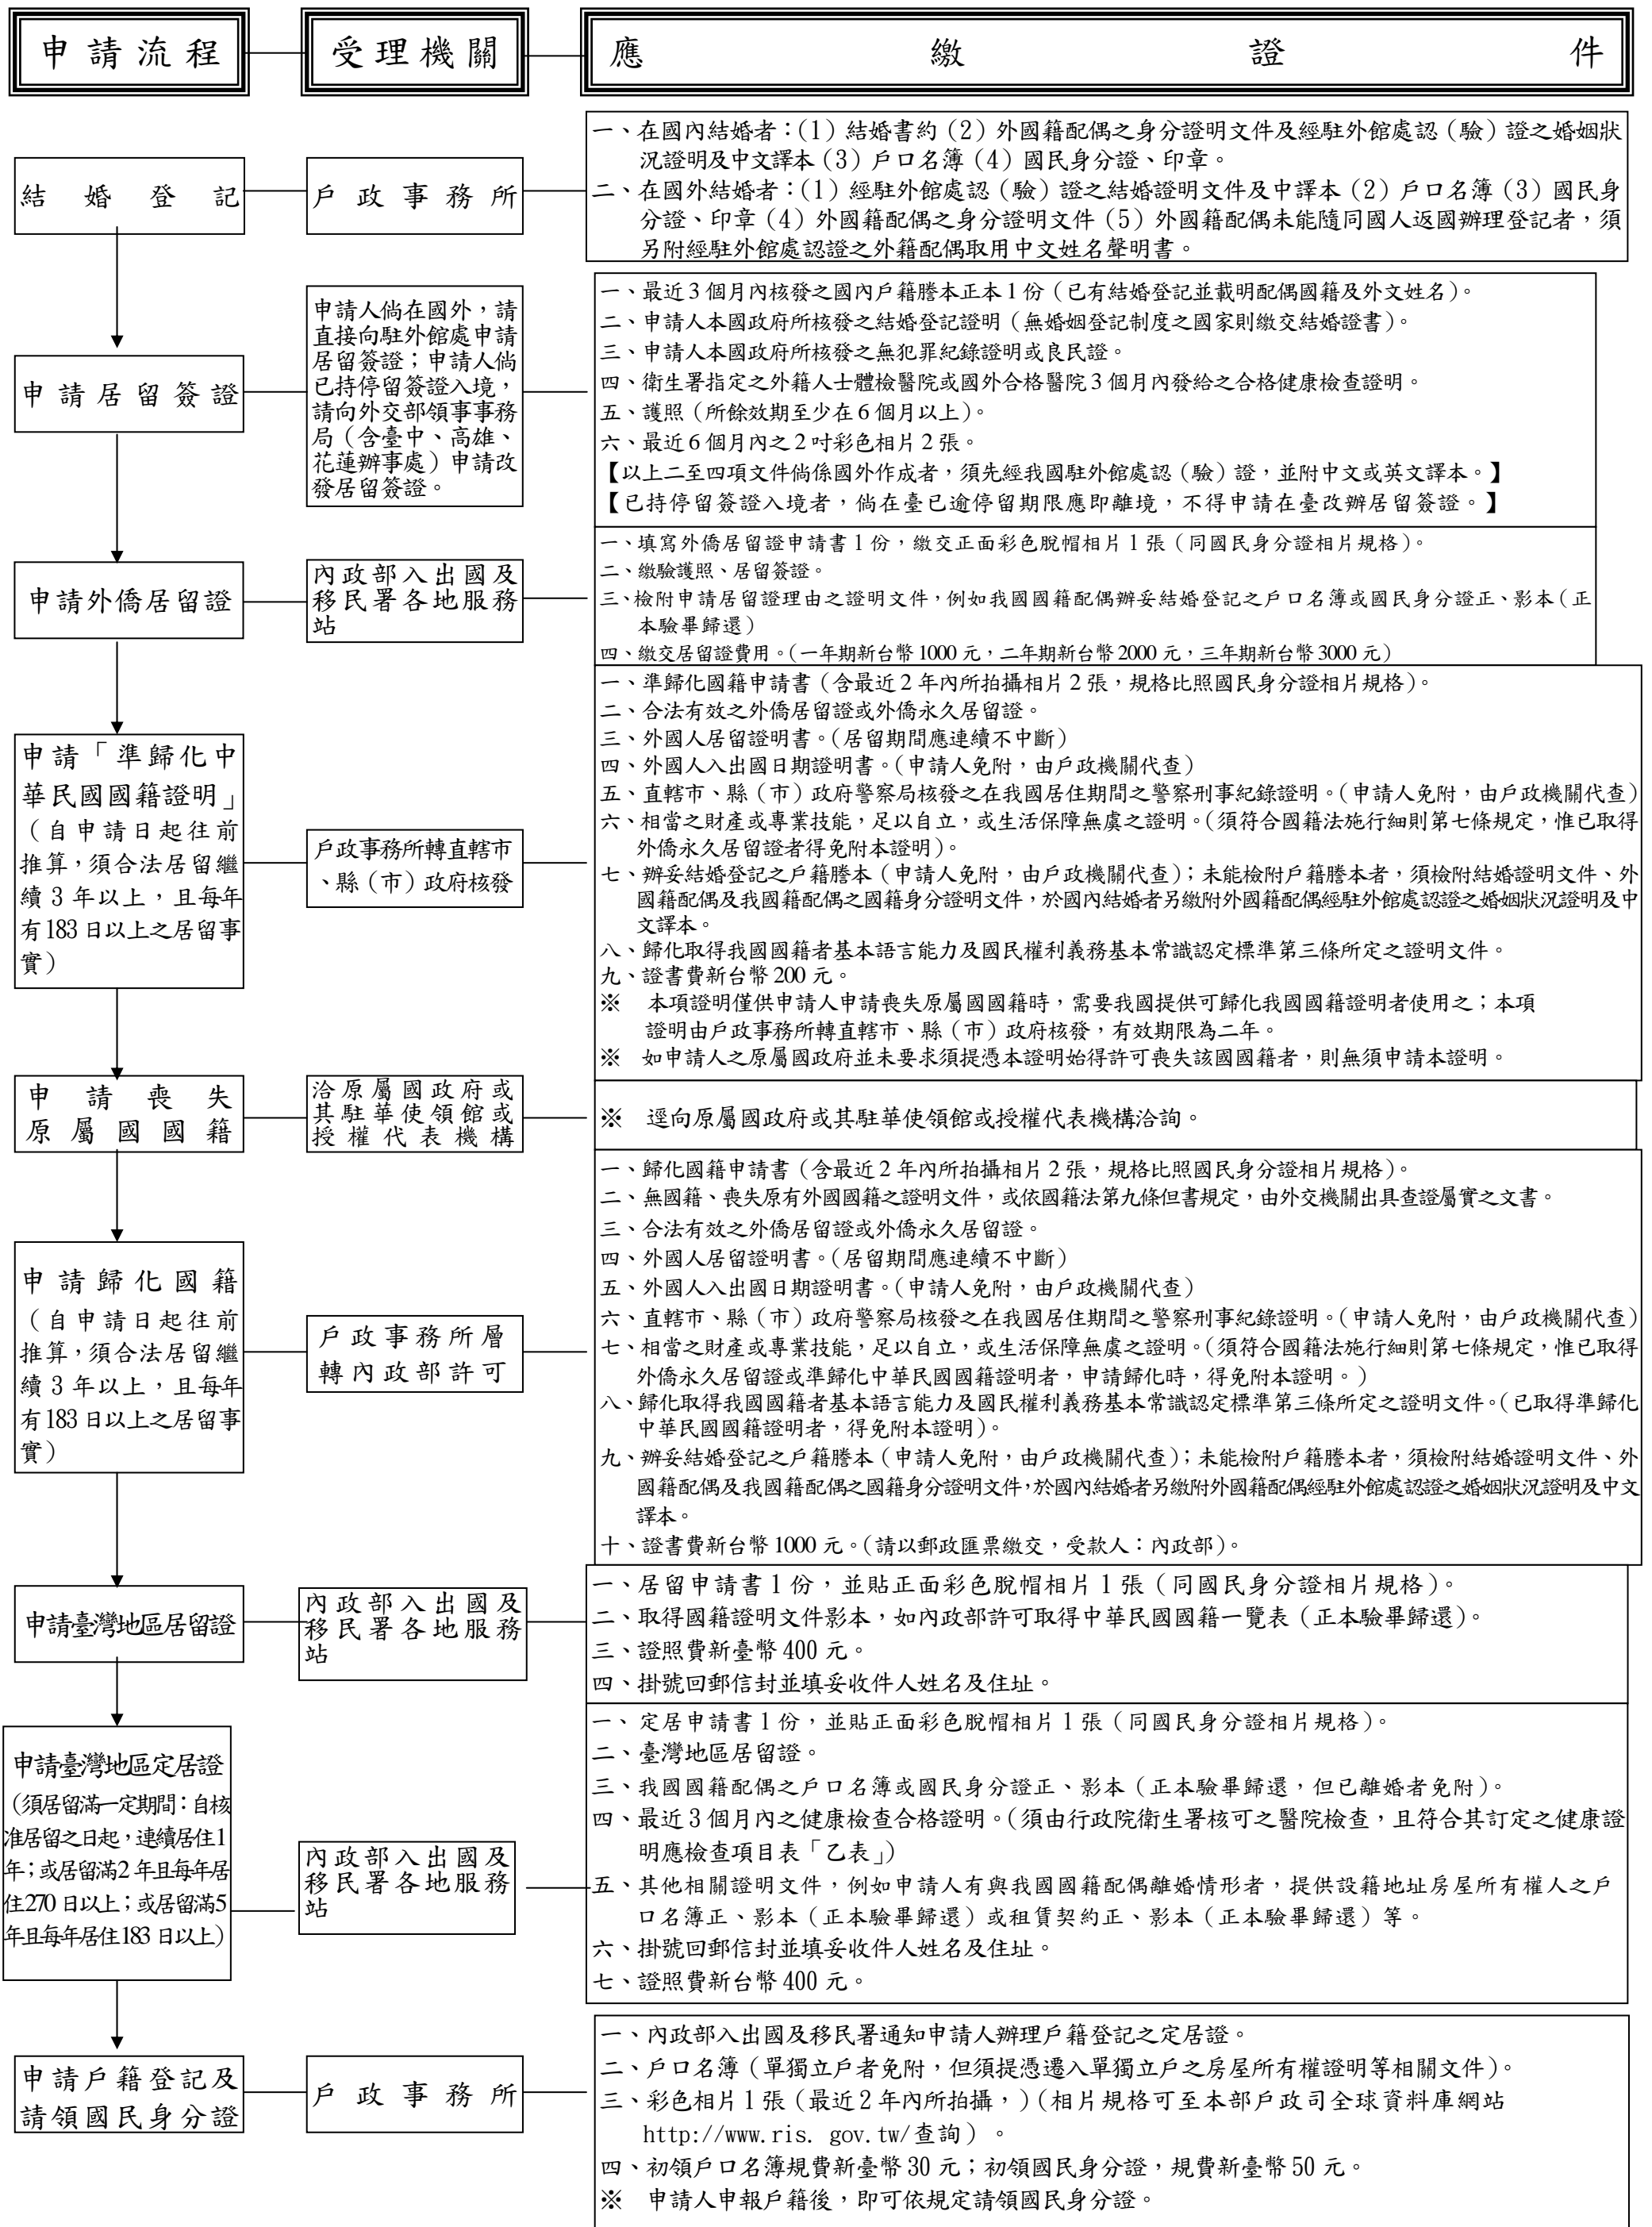 申請流程
受理機關
應繳證件
結婚登記
戶政事務所
一、在國內結婚者：(1)結婚書約(2)外國籍配偶之身分證明文件及經駐外館處認（驗）證之婚姻狀
況證明及中文譯本(3)戶口名簿(4)國民身分證、印章。
二、在國外結婚者：(1)經駐外館處認（驗）證之結婚證明文件及中譯本(2)戶口名簿(3)國民身
分證、印章(4)外國籍配偶之身分證明文件(5)外國籍配偶未能隨同國人返國辦理登記者，須
另附經駐外館處認證之外籍配偶取用中文姓名聲明書。
申請居留簽證
申請人倘在國外，請
直接向駐外館處申請
居留簽證；申請人倘
已持停留簽證入境，
請向外交部領事事務
局（含臺中、高雄、
花蓮辦事處）申請改
發居留簽證。
一、最近3個月內核發之國內戶籍謄本正本1份（已有結婚登記並載明配偶國籍及外文姓名）。
二、申請人本國政府所核發之結婚登記證明（無婚姻登記制度之國家則繳交結婚證書）。
三、申請人本國政府所核發之無犯罪紀錄證明或良民證。
四、衛生署指定之外籍人士體檢醫院或國外合格醫院3個月內發給之合格健康檢查證明。
五、護照（所餘效期至少在6個月以上）。
六、最近6個月內之2吋彩色相片2張。
【以上二至四項文件倘係國外作成者，須先經我國駐外館處認（驗）證，並附中文或英文譯本。】
【已持停留簽證入境者，倘在臺已逾停留期限應即離境，不得申請在臺改辦居留簽證。】
申請外僑居留證
內政部入出國及
移民署各地服務
站
一、填寫外僑居留證申請書1份，繳交正面彩色脫帽相片1張（同國民身分證相片規格）。
二、繳驗護照、居留簽證。
三、檢附申請居留證理由之證明文件，例如我國國籍配偶辦妥結婚登記之戶口名簿或國民身分證正、影本（正
本驗畢歸還）
四、繳交居留證費用。（一年期新台幣1000元，二年期新台幣2000元，三年期新台幣3000元）
申請「準歸化中
華民國國籍證明」
（自申請日起往前
推算，須合法居留繼
續3年以上，且每年
有183日以上之居留事
實）
戶政事務所轉直轄市
、縣（市）政府核發
一、準歸化國籍申請書（含最近2年內所拍攝相片2張，規格比照國民身分證相片規格）。
二、合法有效之外僑居留證或外僑永久居留證。
三、外國人居留證明書。（居留期間應連續不中斷）
四、外國人入出國日期證明書。（申請人免附，由戶政機關代查）
五、直轄市、縣（市）政府警察局核發之在我國居住期間之警察刑事紀錄證明。（申請人免附，由戶政機關代查）
六、相當之財產或專業技能，足以自立，或生活保障無虞之證明。（須符合國籍法施行細則第七條規定，惟已取得
外僑永久居留證者得免附本證明）。
七、辦妥結婚登記之戶籍謄本（申請人免附，由戶政機關代查）；未能檢附戶籍謄本者，須檢附結婚證明文件、外
國籍配偶及我國籍配偶之國籍身分證明文件，於國內結婚者另繳附外國籍配偶經駐外館處認證之婚姻狀況證明及中
文譯本。
八、歸化取得我國國籍者基本語言能力及國民權利義務基本常識認定標準第三條所定之證明文件。
九、證書費新台幣200元。
※ 本項證明僅供申請人申請喪失原屬國國籍時，需要我國提供可歸化我國國籍證明者使用之；本項
證明由戶政事務所轉直轄市、縣（市）政府核發，有效期限為二年。
※ 如申請人之原屬國政府並未要求須提憑本證明始得許可喪失該國國籍者，則無須申請本證明。
申請喪失
原屬國國籍
洽原屬國政府或
其駐華使領館或
授權代表機構
※ 逕向原屬國政府或其駐華使領館或授權代表機構洽詢。
申請歸化國籍
（自申請日起往前
推算，須合法居留繼
續3年以上，且每年
有183日以上之居留事
實）
戶政事務所層
轉內政部許可
一、歸化國籍申請書（含最近2年內所拍攝相片2張，規格比照國民身分證相片規格）。
二、無國籍、喪失原有外國國籍之證明文件，或依國籍法第九條但書規定，由外交機關出具查證屬實之文書。
三、合法有效之外僑居留證或外僑永久居留證。
四、外國人居留證明書。（居留期間應連續不中斷）
五、外國人入出國日期證明書。（申請人免附，由戶政機關代查）
六、直轄市、縣（市）政府警察局核發之在我國居住期間之警察刑事紀錄證明。（申請人免附，由戶政機關代查）
七、相當之財產或專業技能，足以自立，或生活保障無虞之證明。（須符合國籍法施行細則第七條規定，惟已取得
外僑永久居留證或準歸化中華民國國籍證明者，申請歸化時，得免附本證明。）
八、歸化取得我國國籍者基本語言能力及國民權利義務基本常識認定標準第三條所定之證明文件。（已取得準歸化
中華民國國籍證明者，得免附本證明）。
九、辦妥結婚登記之戶籍謄本（申請人免附，由戶政機關代查）；未能檢附戶籍謄本者，須檢附結婚證明文件、外
國籍配偶及我國籍配偶之國籍身分證明文件，於國內結婚者另繳附外國籍配偶經駐外館處認證之婚姻狀況證明及中文
譯本。
十、證書費新台幣1000元。（請以郵政匯票繳交，受款人：內政部）。
申請臺灣地區居留證
內政部入出國及
移民署各地服務
站
一、居留申請書1份，並貼正面彩色脫帽相片1張（同國民身分證相片規格）。
二、取得國籍證明文件影本，如內政部許可取得中華民國國籍一覽表（正本驗畢歸還）。
三、證照費新臺幣400元。
四、掛號回郵信封並填妥收件人姓名及住址。
申請臺灣地區定居證
（須居留滿一定期間：自核
准居留之日起，連續居住1
年；或居留滿2年且每年居
住270日以上；或居留滿5
年且每年居住183日以上）
內政部入出國及
移民署各地服務
站
一、定居申請書1份，並貼正面彩色脫帽相片1張（同國民身分證相片規格）。
二、臺灣地區居留證。
三、我國國籍配偶之戶口名簿或國民身分證正、影本（正本驗畢歸還，但已離婚者免附）。
四、最近3個月內之健康檢查合格證明。（須由行政院衛生署核可之醫院檢查，且符合其訂定之健康證
明應檢查項目表「乙表」）
五、其他相關證明文件，例如申請人有與我國國籍配偶離婚情形者，提供設籍地址房屋所有權人之戶
口名簿正、影本（正本驗畢歸還）或租賃契約正、影本（正本驗畢歸還）等。
六、掛號回郵信封並填妥收件人姓名及住址。
七、證照費新台幣400元。
申請戶籍登記及
請領國民身分證
戶政事務所
一、內政部入出國及移民署通知申請人辦理戶籍登記之定居證。
二、戶口名簿（單獨立戶者免附，但須提憑遷入單獨立戶之房屋所有權證明等相關文件）。
三、彩色相片1張（最近2年內所拍攝，）（相片規格可至本部戶政司全球資料庫網站
http://www.ris. gov.tw/查詢）。
四、初領戶口名簿規費新臺幣30元；初領國民身分證，規費新臺幣50元。
※ 申請人申報戶籍後，即可依規定請領國民身分證。